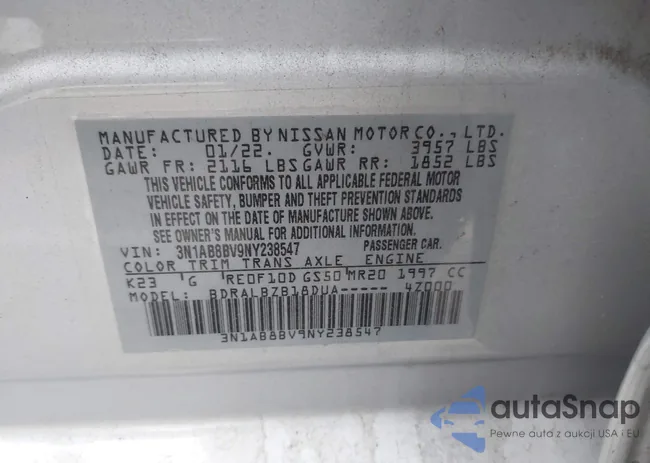 MANUFACTURED BY NISSAN MOTOR CO., LTD.
DATE: 01/22. GVWR: 3957 LBS
GAWR FR: 2116 LBS GAWR RR: 1852 LBS
THIS VEHICLE CONFORMS TO ALL APPLICABLE FEDERAL MOTOR
VEHICLE SAFETY, BUMPER AND THEFT PREVENTION STANDARDS
IN EFFECT ON THE DATE OF MANUFACTURE SHOWN ABOVE.
SEE OWNER'S MANUAL FOR ADDITIONAL INFORMATION.
VIN: 3N1AB8BV9NY238547 PASSENGER CAR.
COLOR TRIM TRANS AXLE ENGINE
K23 G RE0F10D GS50 MR20 1997 CC
MODEL: BDRALBZB18DUA----- 4Z000
3N1AB8BV9NY238547
autoSnap
Pewne auta z aukcji USA i EU